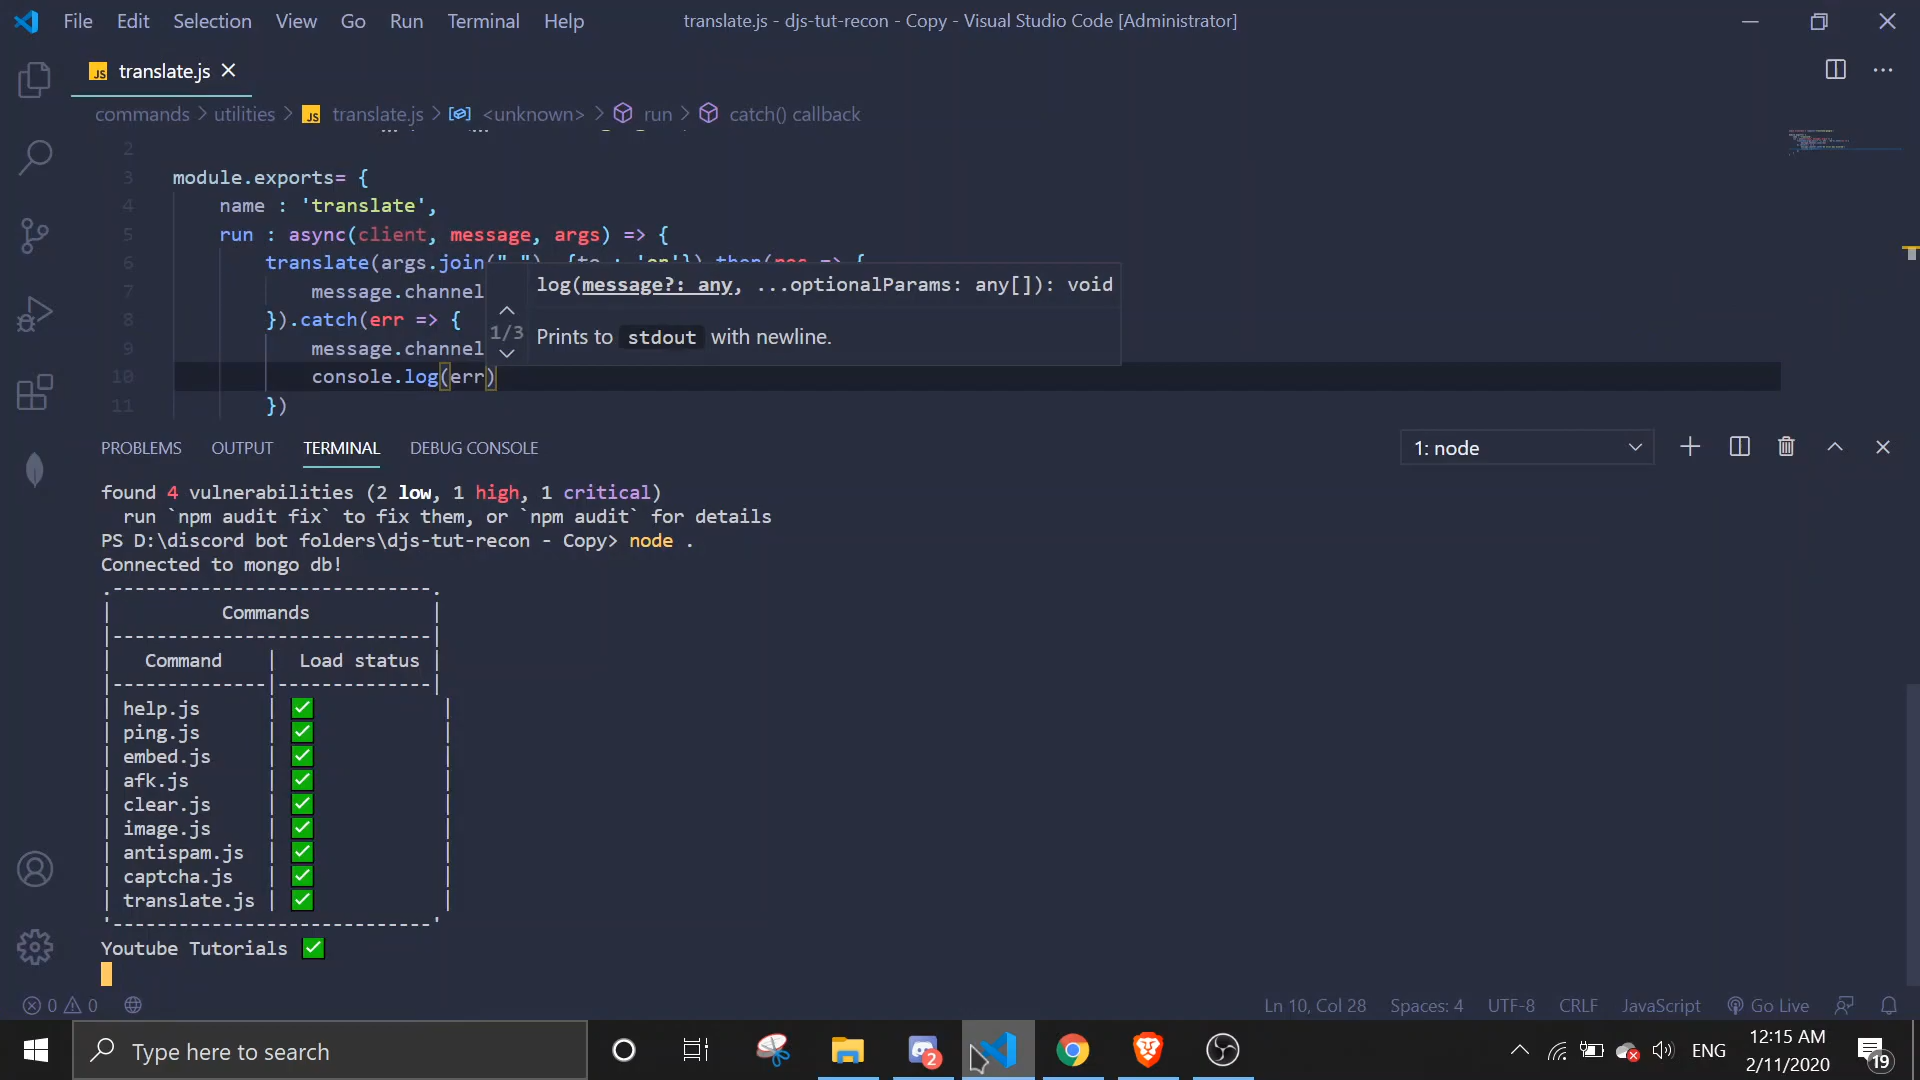 File Edit Selection View Go Run Terminal Help translate.js - djs-tut-recon - Copy - Visual Studio Code [Administrator]
JS translate.js
commands > utilities > JS translate.js > <unknown> > run > catch() callback
2
3 module.exports= {
4 name : 'translate',
5 run : async(client, message, args) => {
6 translate(args.join(
7 message.channel
8 }).catch(err => {
9 message.channel
10 console.log(err)
11 })
log(message?: any, ...optionalParams: any[]): void
1/3
Prints to stdout with newline.
PROBLEMS OUTPUT TERMINAL DEBUG CONSOLE 1: node
found 4 vulnerabilities (2 low, 1 high, 1 critical)
run `npm audit fix` to fix them, or `npm audit` for details
PS D:\discord bot folders\djs-tut-recon - Copy> node .
Connected to mongo db!
.-----------------------------.
| Commands |
|-----------------------------|
| Command | Load status |
|--------------|--------------|
| help.js | ✅ |
| ping.js | ✅ |
| embed.js | ✅ |
| afk.js | ✅ |
| clear.js | ✅ |
| image.js | ✅ |
| antispam.js | ✅ |
| captcha.js | ✅ |
| translate.js | ✅ |
'-----------------------------'
Youtube Tutorials ✅
0 0 Ln 10, Col 28 Spaces: 4 UTF-8 CRLF JavaScript Go Live
Type here to search 2 ENG 12:15 AM
2/11/2020 19